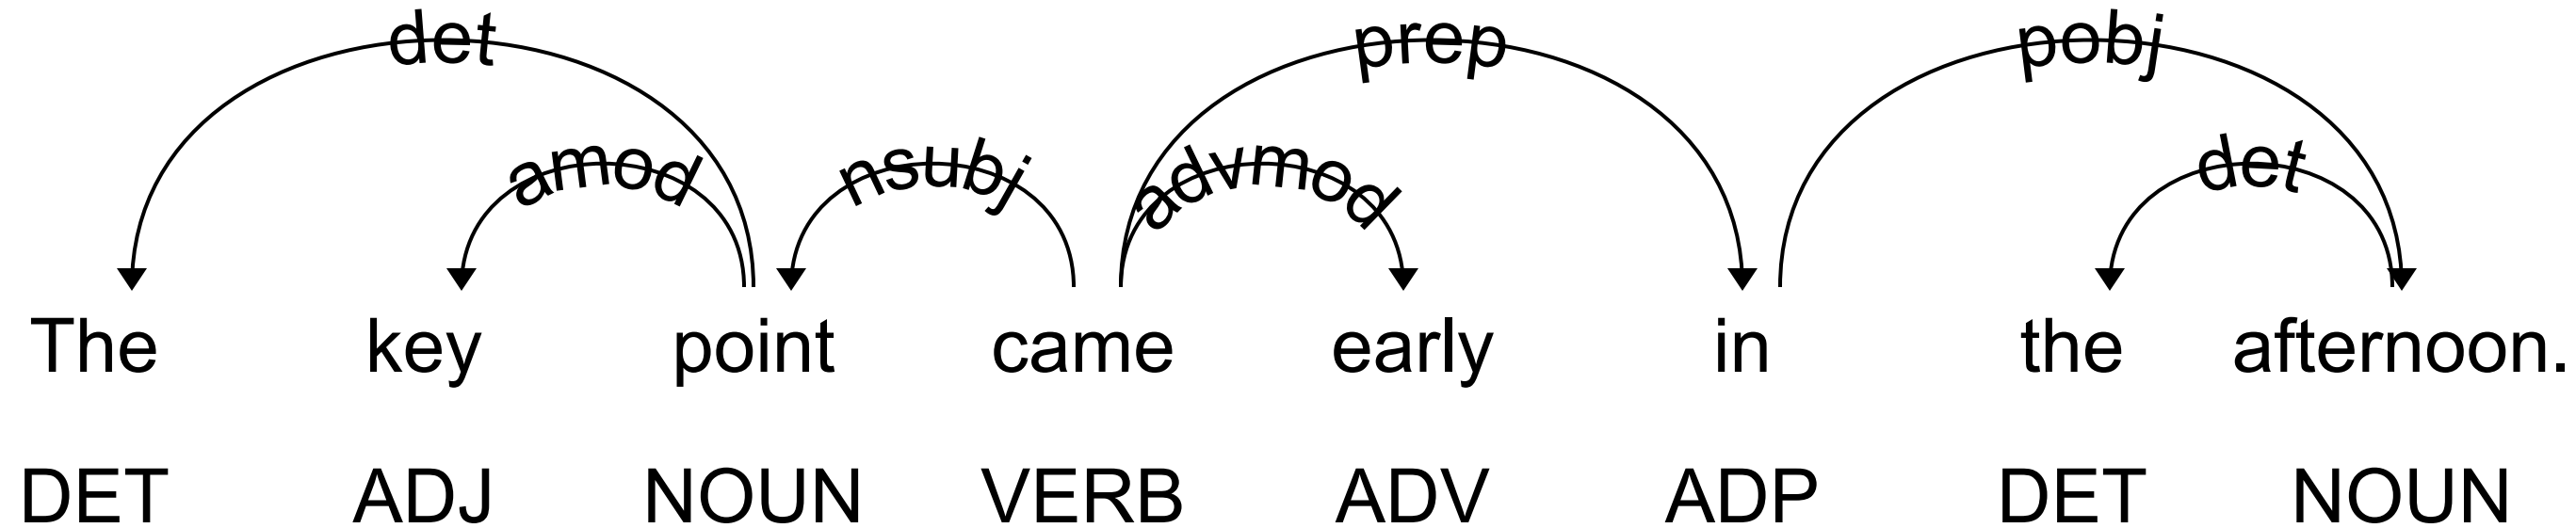 det prep pobj
amod nsubj advmod det
The key point came early in the afternoon.
DET ADJ NOUN VERB ADV ADP DET NOUN